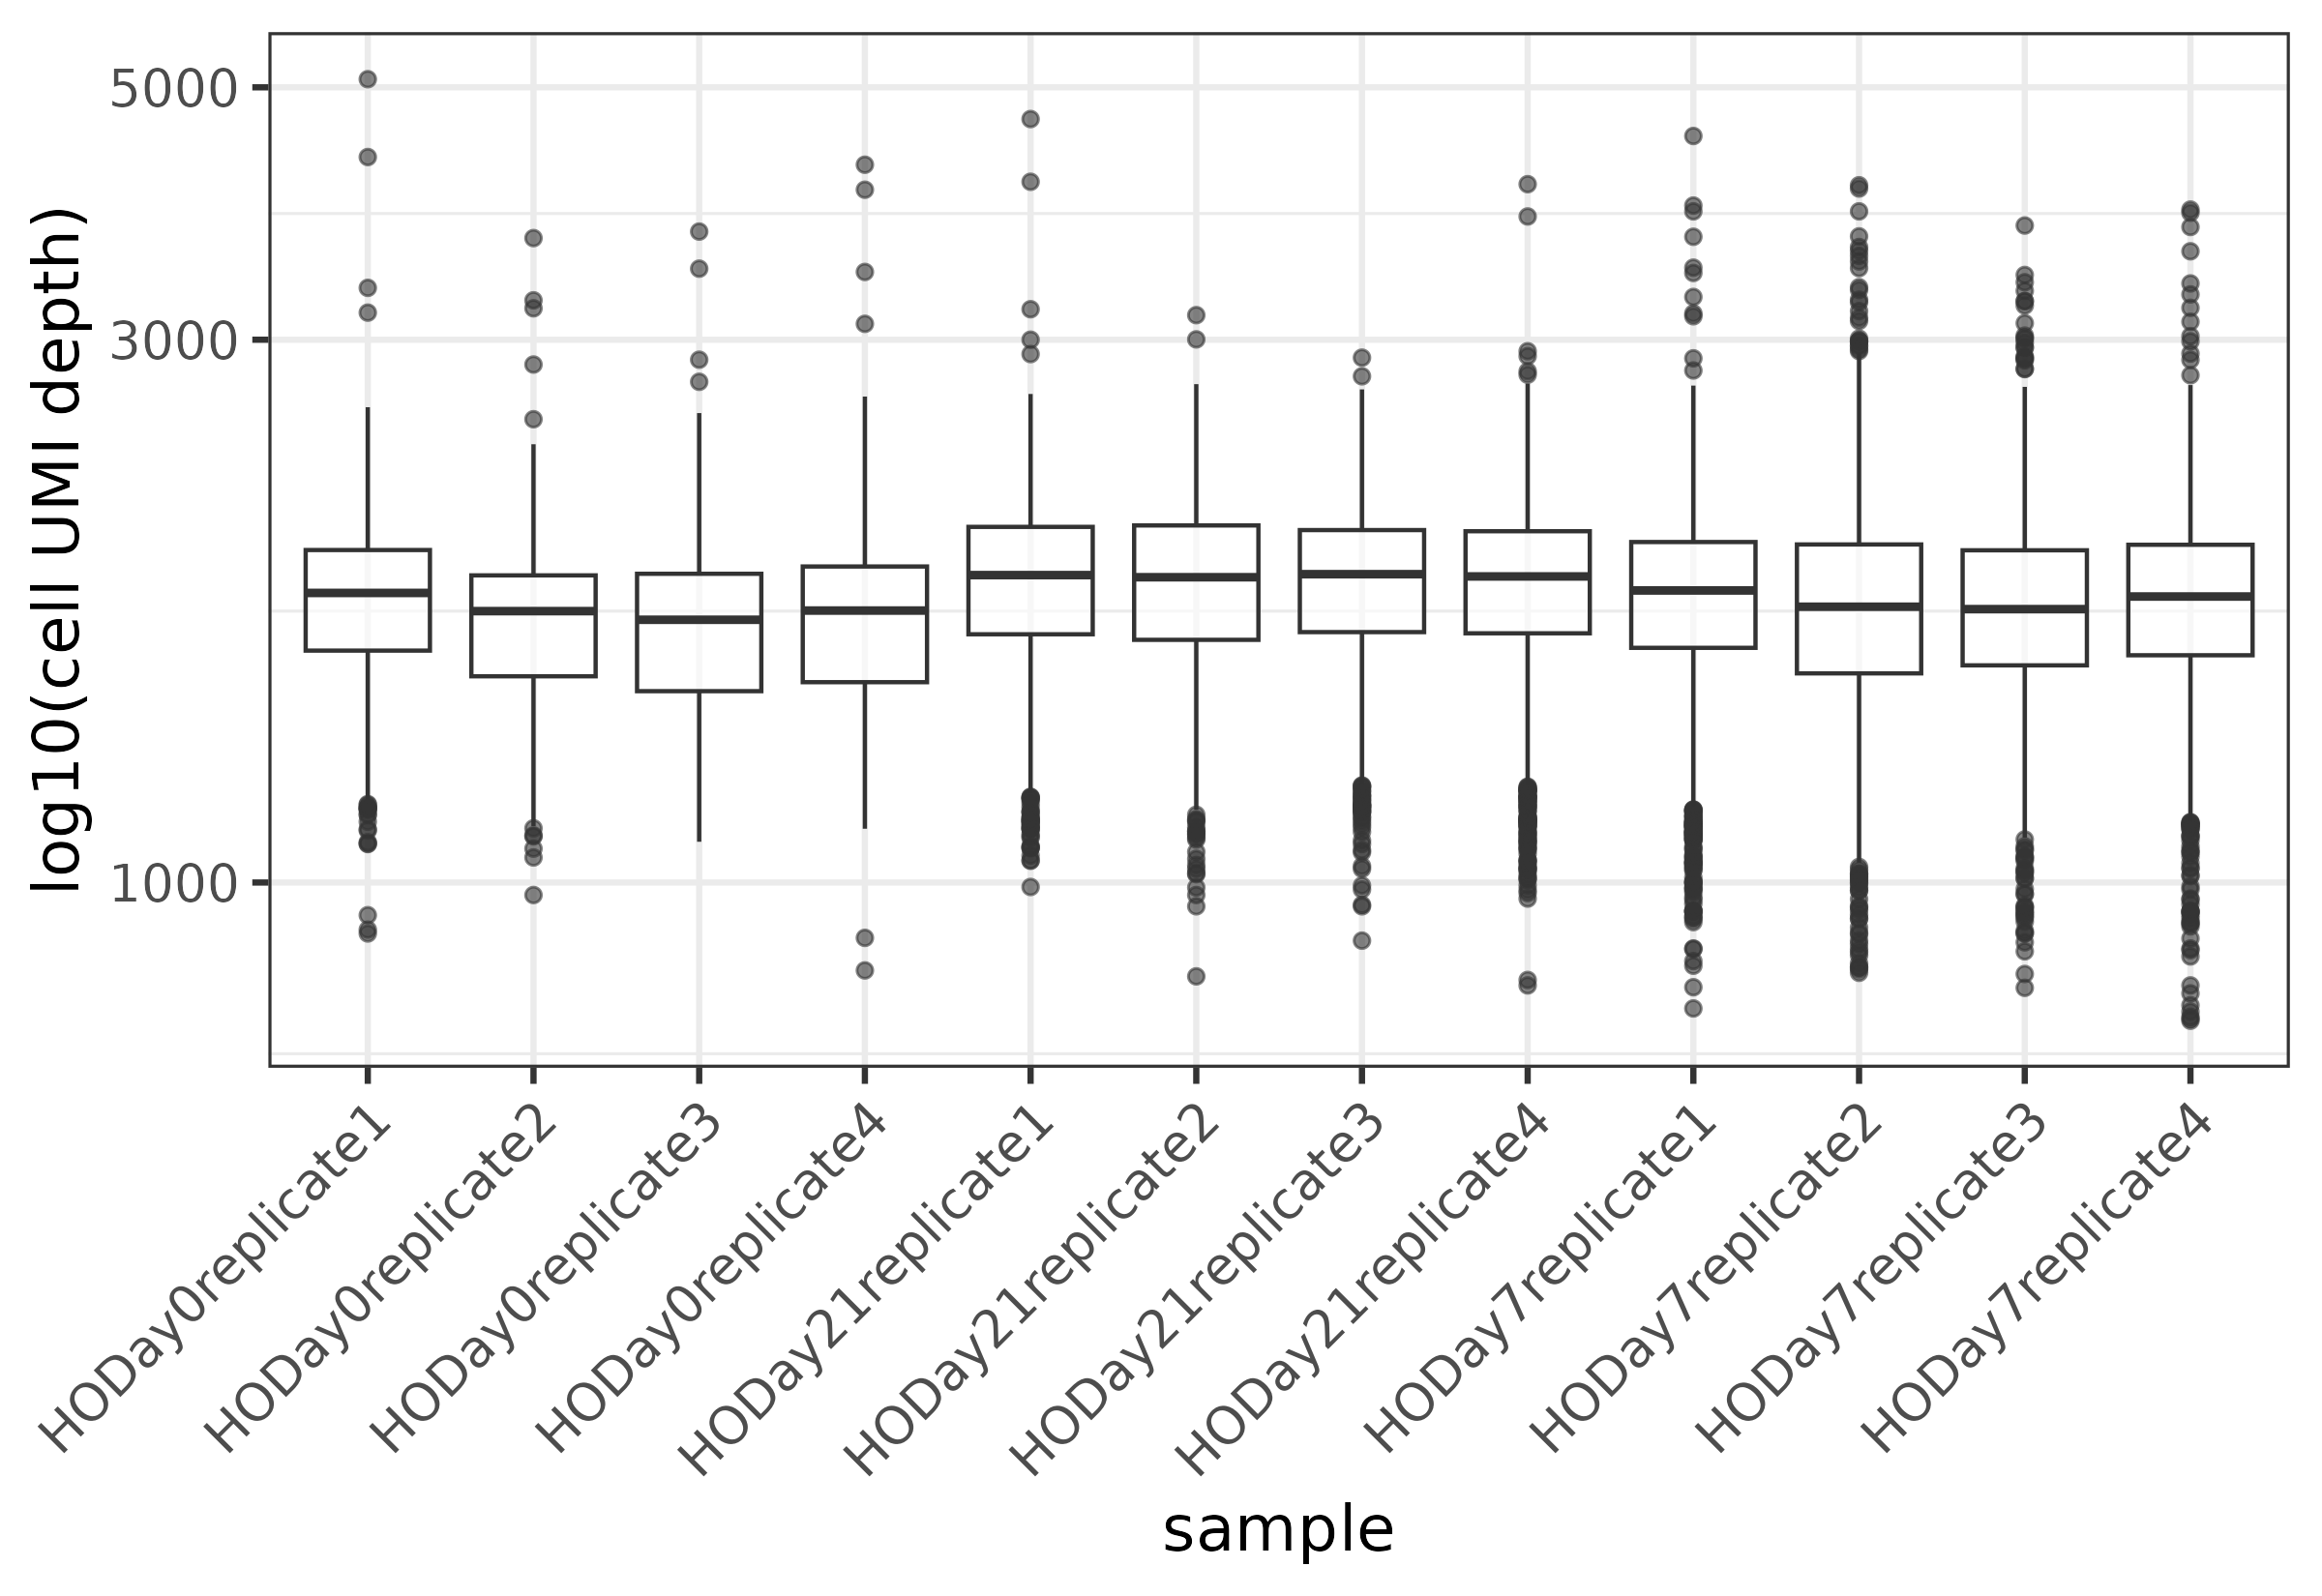 log10(cell UMI depth)
5000
3000
1000
HODay0replicate1
HODay0replicate2
HODay0replicate3
HODay0replicate4
HODay21replicate1
HODay21replicate2
HODay21replicate3
HODay21replicate4
HODay7replicate1
HODay7replicate2
HODay7replicate3
HODay7replicate4
sample